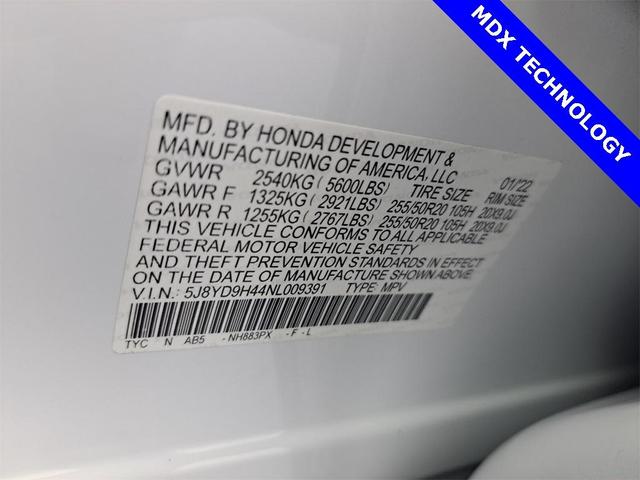 MDX TECHNOLOGY
MFD. BY HONDA DEVELOPMENT &
MANUFACTURING OF AMERICA, LLC 01/22
GVWR 2540KG ( 5600LBS) TIRE SIZE RIM SIZE
GAWR F 1325KG ( 2921LBS) 255/50R20 105H 20X9.0J
GAWR R 1255KG ( 2767LBS) 255/50R20 105H 20X9.0J
THIS VEHICLE CONFORMS TO ALL APPLICABLE
FEDERAL MOTOR VEHICLE SAFETY
AND THEFT PREVENTION STANDARDS IN EFFECT
ON THE DATE OF MANUFACTURE SHOWN ABOVE.
V.I.N.: 5J8YD9H44NL009391 TYPE: MPV
TYC N AB5 - NH883PX - F - L